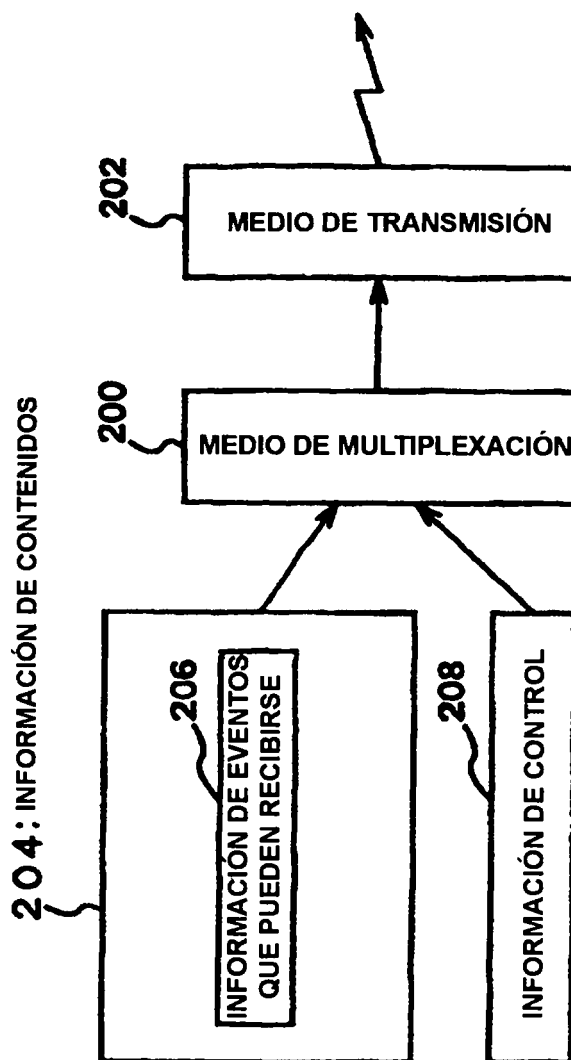 204: INFORMACIÓN DE CONTENIDOS
206
INFORMACIÓN DE EVENTOS
QUE PUEDEN RECIBIRSE
208
INFORMACIÓN DE CONTROL
200
MEDIO DE MULTIPLEXACIÓN
202
MEDIO DE TRANSMISIÓN